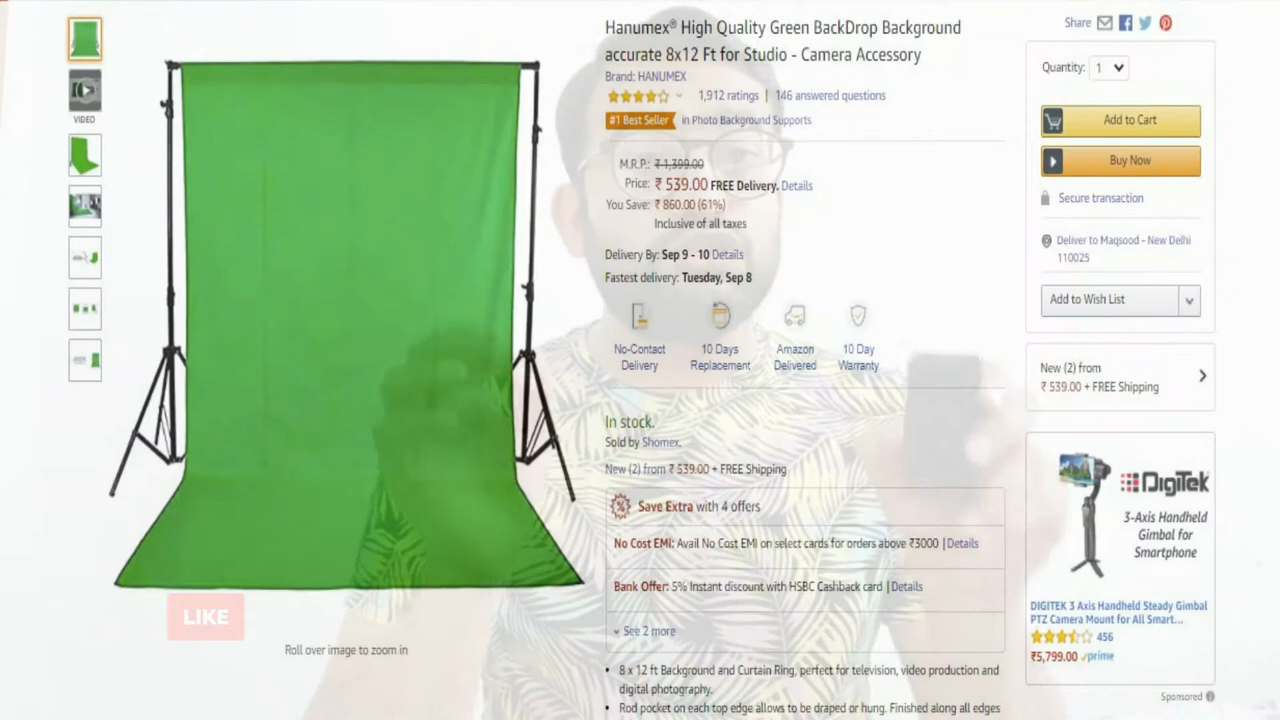 VIDEO
LIKE
Roll over image to zoom in
Hanumex® High Quality Green BackDrop Background
accurate 8x12 Ft for Studio - Camera Accessory
Brand: HANUMEX
1,912 ratings | 146 answered questions
#1 Best Seller in Photo Background Supports
M.R.P.: ₹ 1,399.00
Price: ₹ 539.00 FREE Delivery. Details
You Save: ₹ 860.00 (61%)
Inclusive of all taxes
Delivery By: Sep 9 - 10 Details
Fastest delivery: Tuesday, Sep 8
No-Contact Delivery
10 Days Replacement
Amazon Delivered
10 Day Warranty
In stock.
Sold by Shomex.
New (2) from ₹ 539.00 + FREE Shipping
Save Extra with 4 offers
No Cost EMI: Avail No Cost EMI on select cards for orders above ₹3000 | Details
Bank Offer: 5% Instant discount with HSBC Cashback card | Details
See 2 more
• 8 x 12 ft Background and Curtain Ring, perfect for television, video production and
digital photography.
• Rod pocket on each top edge allows to be draped or hung. Finished along all edges
Share
Quantity: 1
Add to Cart
Buy Now
Secure transaction
Deliver to Maqsood - New Delhi
110025
Add to Wish List
New (2) from
₹ 539.00 + FREE Shipping
DIGITEK
3-Axis Handheld
Gimbal for
Smartphone
DIGITEK 3 Axis Handheld Steady Gimbal
PTZ Camera Mount for All Smart...
456
₹5,799.00 prime
Sponsored